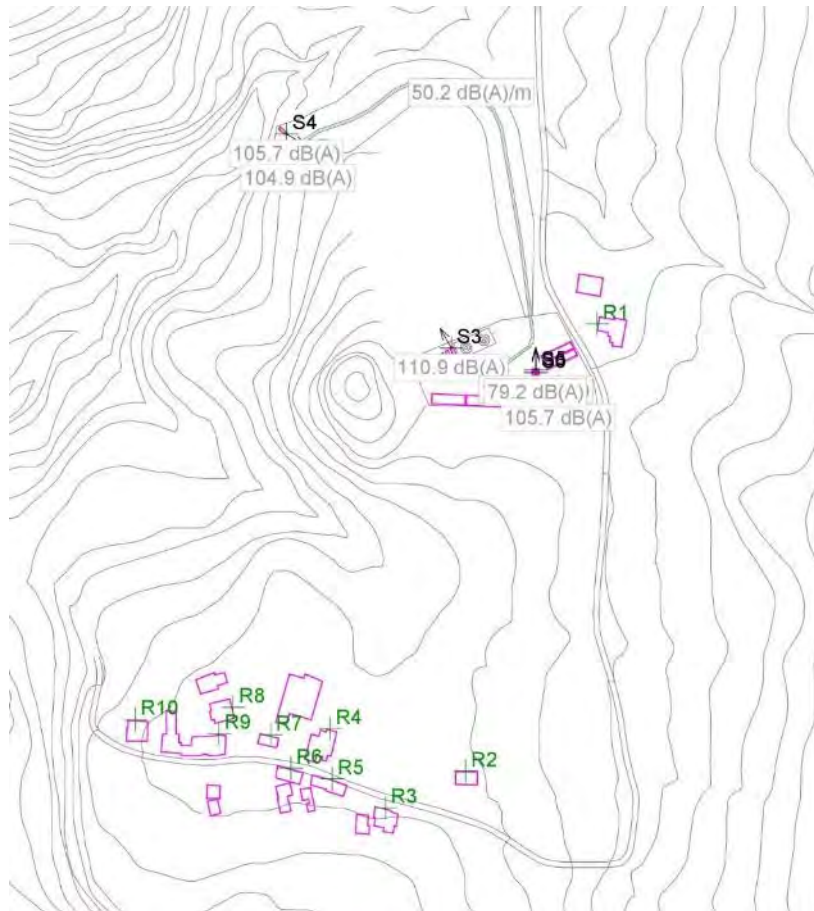 50.2 dB(A)/m
S4
105.7 dB(A)
104.9 dB(A)
R1
S3
110.9 dB(A)
79.2 dB(A)
105.7 dB(A)
R8
R10
R9
R7
R4
R6
R5
R2
R3